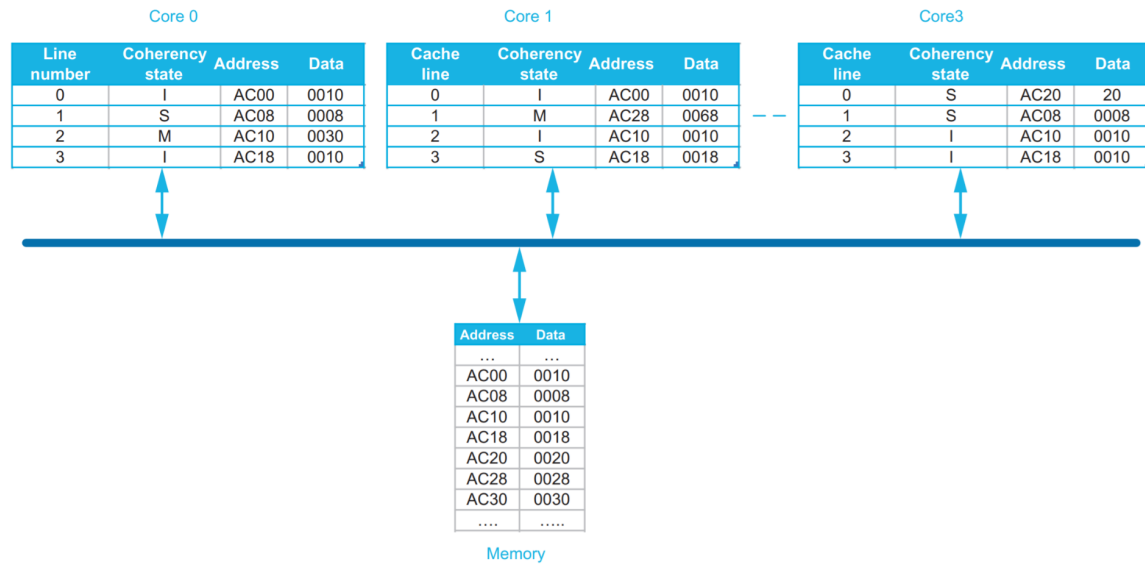 Core 0 Core 1 Core3
Line number Coherency state Address Data
0 I AC00 0010
1 S AC08 0008
2 M AC10 0030
3 I AC18 0010
Cache line Coherency state Address Data
0 I AC00 0010
1 M AC28 0068
2 I AC10 0010
3 S AC18 0018
Cache line Coherency state Address Data
0 S AC20 20
1 S AC08 0008
2 I AC10 0010
3 I AC18 0010
Address Data
… …
AC00 0010
AC08 0008
AC10 0010
AC18 0018
AC20 0020
AC28 0028
AC30 0030
…. …..
Memory